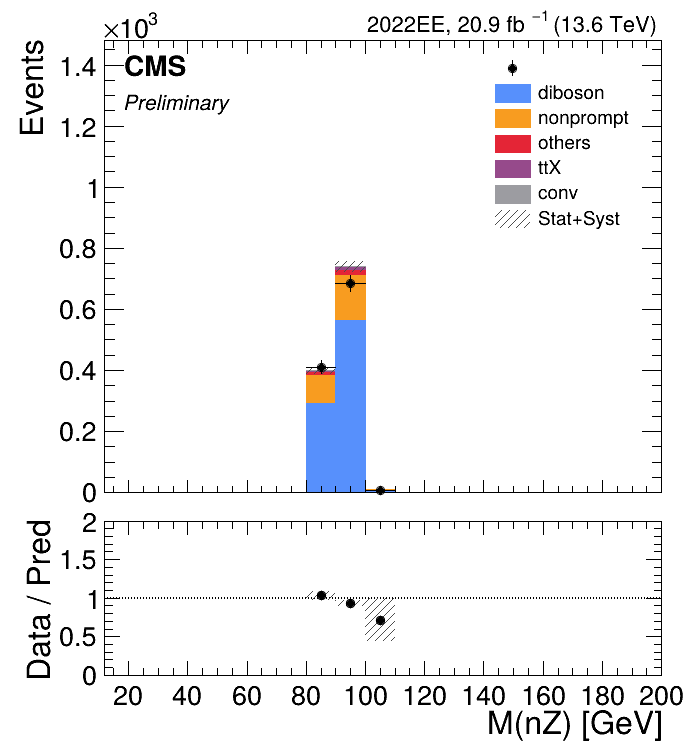 ×10³ 2022EE, 20.9 fb ⁻¹ (13.6 TeV)
Events
CMS
Preliminary
diboson
nonprompt
others
ttX
conv
Stat+Syst
1.4
1.2
1
0.8
0.6
0.4
0.2
0
Data / Pred
2
1.5
1
0.5
0
20 40 60 80 100 120 140 160 180 200
M(nZ) [GeV]